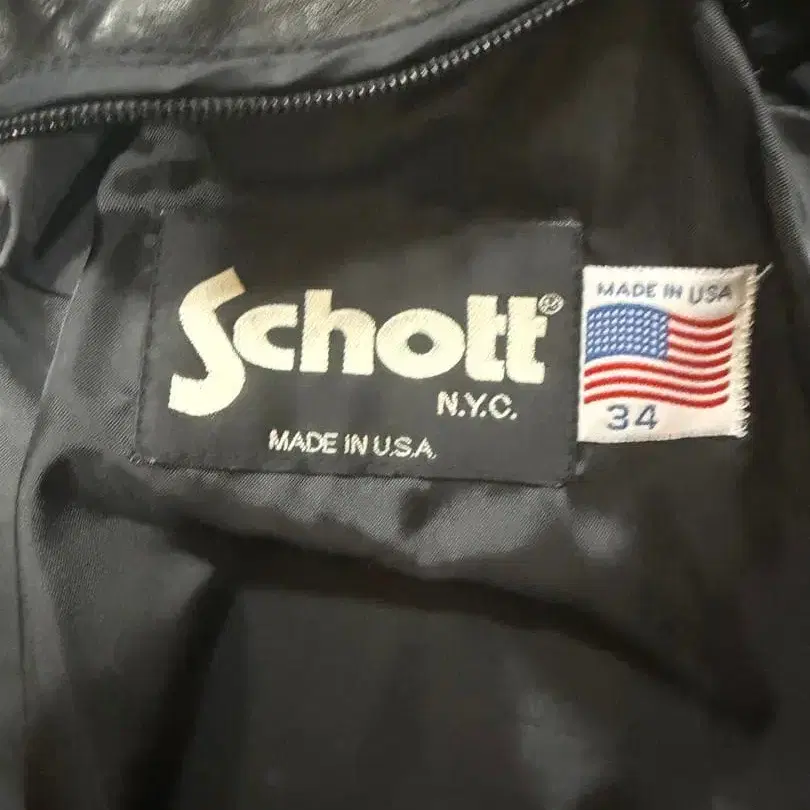 Schott®
N.Y.C.
MADE IN U.S.A.
MADE IN USA
34